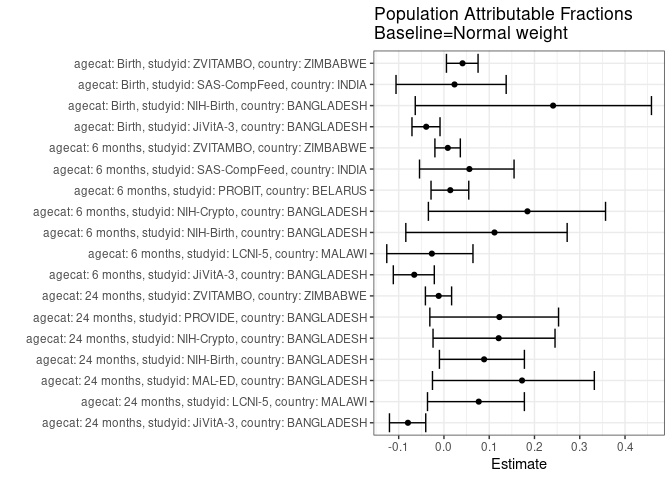 Population Attributable Fractions
Baseline=Normal weight
agecat: Birth, studyid: ZVITAMBO, country: ZIMBABWE
agecat: Birth, studyid: SAS-CompFeed, country: INDIA
agecat: Birth, studyid: NIH-Birth, country: BANGLADESH
agecat: Birth, studyid: JiVitA-3, country: BANGLADESH
agecat: 6 months, studyid: ZVITAMBO, country: ZIMBABWE
agecat: 6 months, studyid: SAS-CompFeed, country: INDIA
agecat: 6 months, studyid: PROBIT, country: BELARUS
agecat: 6 months, studyid: NIH-Crypto, country: BANGLADESH
agecat: 6 months, studyid: NIH-Birth, country: BANGLADESH
agecat: 6 months, studyid: LCNI-5, country: MALAWI
agecat: 6 months, studyid: JiVitA-3, country: BANGLADESH
agecat: 24 months, studyid: ZVITAMBO, country: ZIMBABWE
agecat: 24 months, studyid: PROVIDE, country: BANGLADESH
agecat: 24 months, studyid: NIH-Crypto, country: BANGLADESH
agecat: 24 months, studyid: NIH-Birth, country: BANGLADESH
agecat: 24 months, studyid: MAL-ED, country: BANGLADESH
agecat: 24 months, studyid: LCNI-5, country: MALAWI
agecat: 24 months, studyid: JiVitA-3, country: BANGLADESH
-0.1 0.0 0.1 0.2 0.3 0.4
Estimate